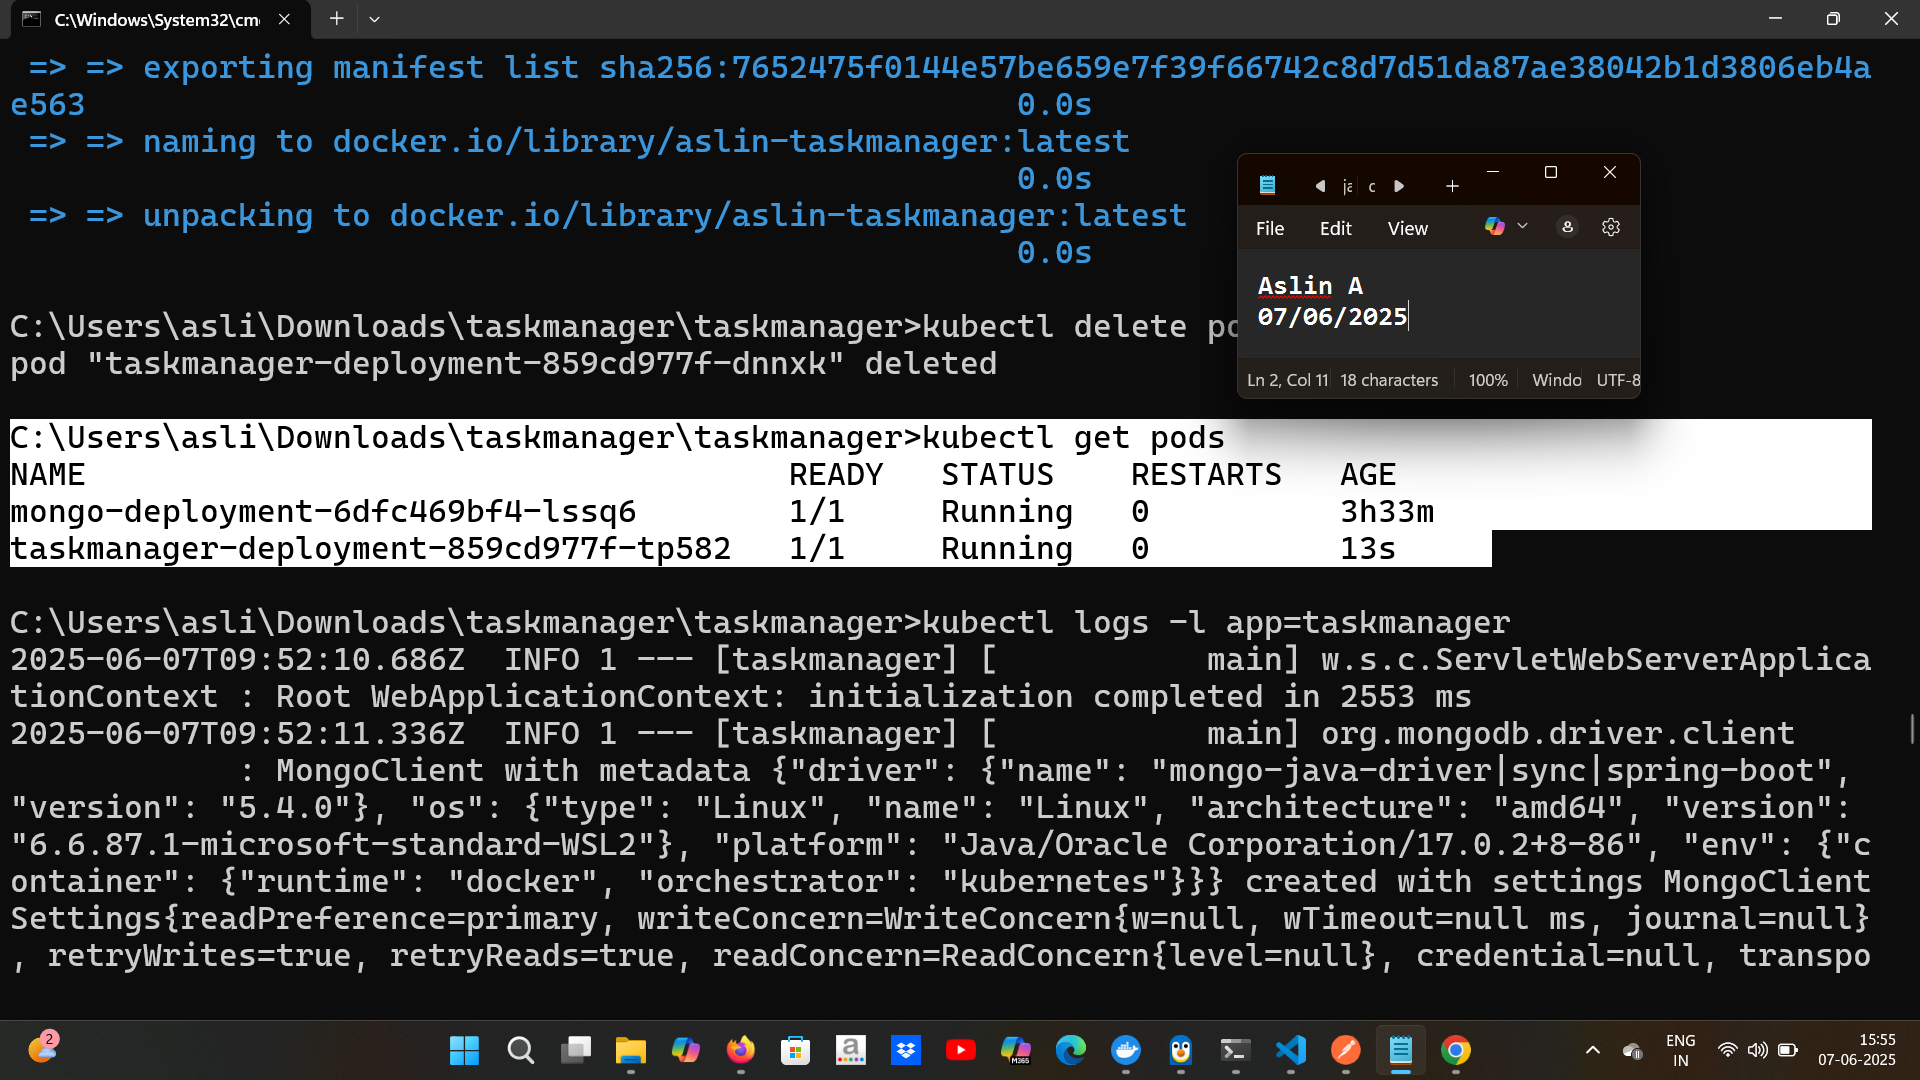 C:\Windows\System32\cm
=> => exporting manifest list sha256:7652475f0144e57be659e7f39f66742c8d7d51da87ae38042b1d3806eb4a
e563 0.0s
=> => naming to docker.io/library/aslin-taskmanager:latest
0.0s
=> => unpacking to docker.io/library/aslin-taskmanager:latest
0.0s
File Edit View
Aslin A
07/06/2025
Ln 2, Col 11 18 characters 100% Windo UTF-8
C:\Users\asli\Downloads\taskmanager\taskmanager>kubectl delete po
pod "taskmanager-deployment-859cd977f-dnnxk" deleted
C:\Users\asli\Downloads\taskmanager\taskmanager>kubectl get pods
NAME READY STATUS RESTARTS AGE
mongo-deployment-6dfc469bf4-lssq6 1/1 Running 0 3h33m
taskmanager-deployment-859cd977f-tp582 1/1 Running 0 13s
C:\Users\asli\Downloads\taskmanager\taskmanager>kubectl logs -l app=taskmanager
2025-06-07T09:52:10.686Z INFO 1 --- [taskmanager] [ main] w.s.c.ServletWebServerApplica
tionContext : Root WebApplicationContext: initialization completed in 2553 ms
2025-06-07T09:52:11.336Z INFO 1 --- [taskmanager] [ main] org.mongodb.driver.client
: MongoClient with metadata {"driver": {"name": "mongo-java-driver|sync|spring-boot",
"version": "5.4.0"}, "os": {"type": "Linux", "name": "Linux", "architecture": "amd64", "version":
"6.6.87.1-microsoft-standard-WSL2"}, "platform": "Java/Oracle Corporation/17.0.2+8-86", "env": {"c
ontainer": {"runtime": "docker", "orchestrator": "kubernetes"}}} created with settings MongoClient
Settings{readPreference=primary, writeConcern=WriteConcern{w=null, wTimeout=null ms, journal=null}
, retryWrites=true, retryReads=true, readConcern=ReadConcern{level=null}, credential=null, transpo
2
a
M365
ENG
IN
15:55
07-06-2025